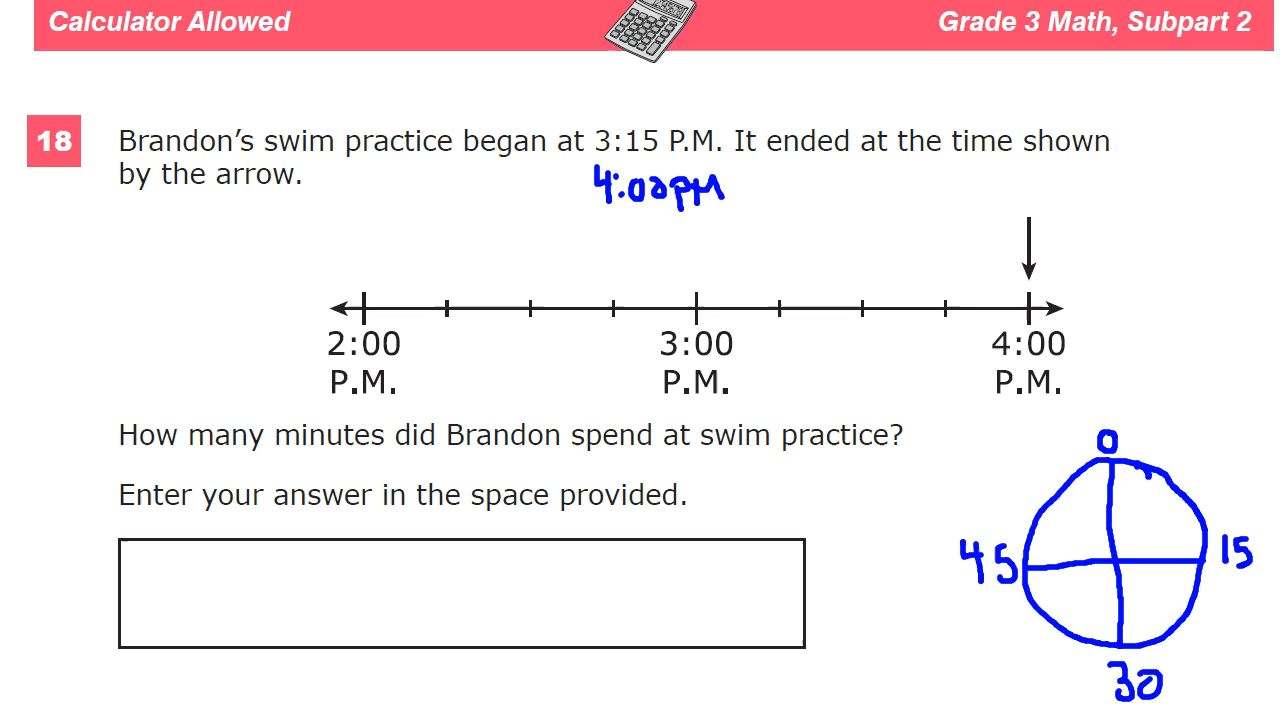 Calculator Allowed
Grade 3 Math, Subpart 2
18
Brandon’s swim practice began at 3:15 P.M. It ended at the time shown
by the arrow.
4:00PM
2:00
P.M.
3:00
P.M.
4:00
P.M.
How many minutes did Brandon spend at swim practice?
Enter your answer in the space provided.
0
45
15
30